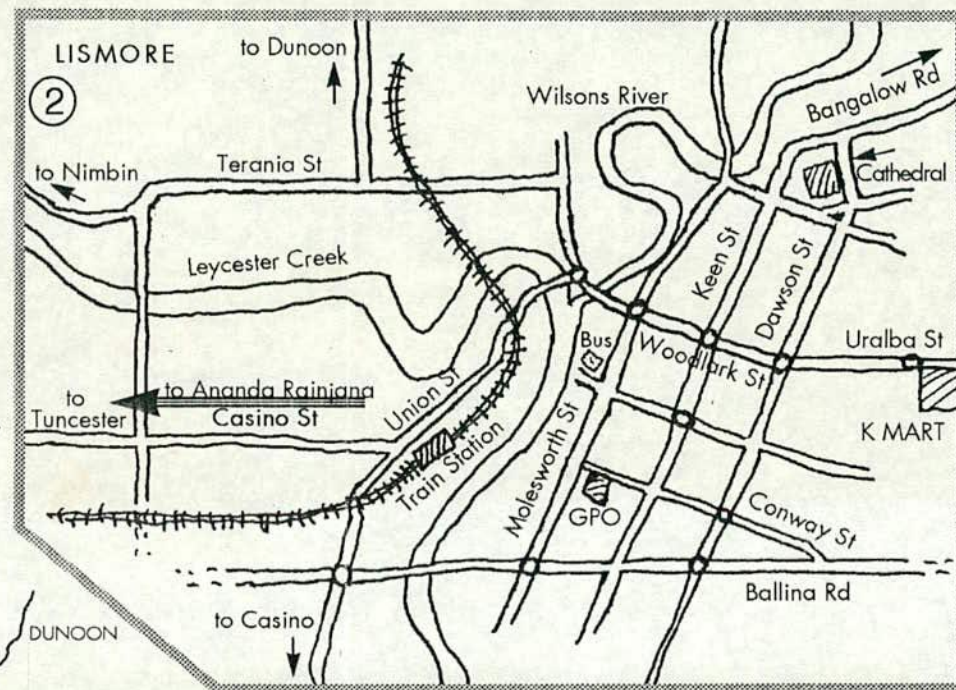 LISMORE
2
to Dunoon
Wilsons River
Bangalow Rd
to Nimbin
Terania St
Cathedral
Leycester Creek
Keen St
Dawson St
Uralba St
Bus
Woodlark St
to Ananda Rainjana
to
Tuncester
Casino St
Union St
K MART
Train Station
Molesworth St
GPO
Conway St
Ballina Rd
to Casino
DUNOON